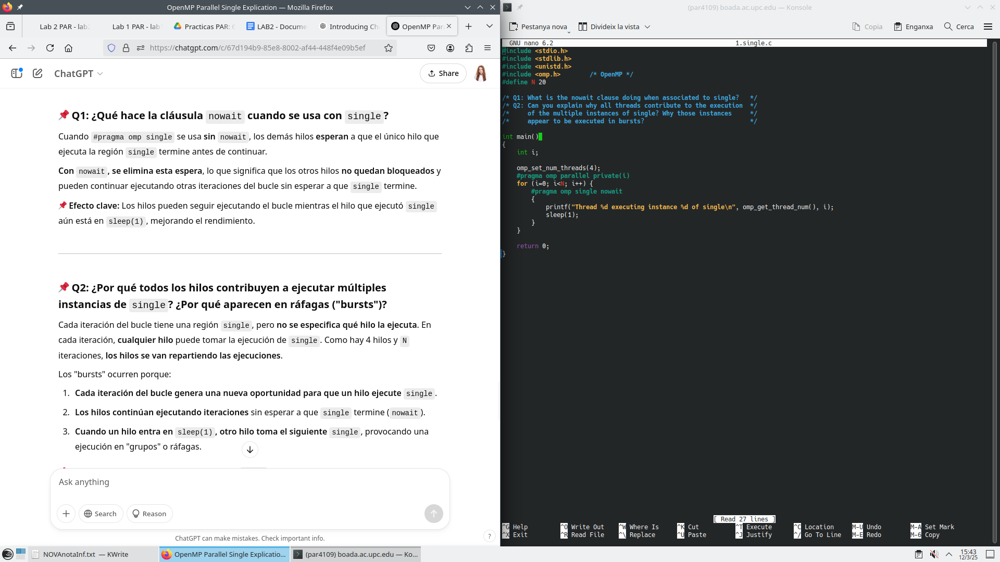 OpenMP Parallel Single Explication — Mozilla Firefox
Lab 2 PAR - lab2
Lab 1 PAR - lab
Practicas PAR: C
LAB2 - Docume
Introducing Ch
OpenMP Par
https://chatgpt.com/c/67d194b9-85e8-8002-af44-448f4e09b5ef
ChatGPT
Share
Q1: ¿Qué hace la cláusula nowait cuando se usa con single?
Cuando #pragma omp single se usa sin nowait, los demás hilos esperan a que el único hilo que
ejecuta la región single termine antes de continuar.
Con nowait, se elimina esta espera, lo que significa que los otros hilos no quedan bloqueados y
pueden continuar ejecutando otras iteraciones del bucle sin esperar a que single termine.
Efecto clave: Los hilos pueden seguir ejecutando el bucle mientras el hilo que ejecutó single
aún está en sleep(1), mejorando el rendimiento.
Q2: ¿Por qué todos los hilos contribuyen a ejecutar múltiples
instancias de single? ¿Por qué aparecen en ráfagas ("bursts")?
Cada iteración del bucle tiene una región single, pero no se especifica qué hilo la ejecuta. En
cada iteración, cualquier hilo puede tomar la ejecución de single. Como hay 4 hilos y N
iteraciones, los hilos se van repartiendo las ejecuciones.
Los "bursts" ocurren porque:
1. Cada iteración del bucle genera una nueva oportunidad para que un hilo ejecute single.
2. Los hilos continúan ejecutando iteraciones sin esperar a que single termine (nowait).
3. Cuando un hilo entra en sleep(1), otro hilo toma el siguiente single, provocando una
ejecución en "grupos" o ráfagas.
Ask anything
Search
Reason
ChatGPT can make mistakes. Check important info.
?
(par4109) boada.ac.upc.edu — Konsole
Pestanya nova
Divideix la vista
Copia
Enganxa
Cerca
GNU nano 6.2 1.single.c
#include <stdio.h>
#include <stdlib.h>
#include <unistd.h>
#include <omp.h> /* OpenMP */
#define N 20
/* Q1: What is the nowait clause doing when associated to single? */
/* Q2: Can you explain why all threads contribute to the execution */
/* of the multiple instances of single? Why those instances */
/* appear to be executed in bursts? */
int main()
{
int i;
omp_set_num_threads(4);
#pragma omp parallel private(i)
for (i=0; i<N; i++) {
#pragma omp single nowait
{
printf("Thread %d executing instance %d of single\n", omp_get_thread_num(), i);
sleep(1);
}
}
return 0;
}
[ Read 27 lines ]
^G Help ^O Write Out ^W Where Is ^K Cut ^T Execute ^C Location M-U Undo M-A Set Mark
^X Exit ^R Read File ^\ Replace ^U Paste ^J Justify ^/ Go To Line M-E Redo M-6 Copy
NOVAnotaInf.txt — KWrite
OpenMP Parallel Single Explicatio...
(par4109) boada.ac.upc.edu — Ko...
15:43
12/3/25